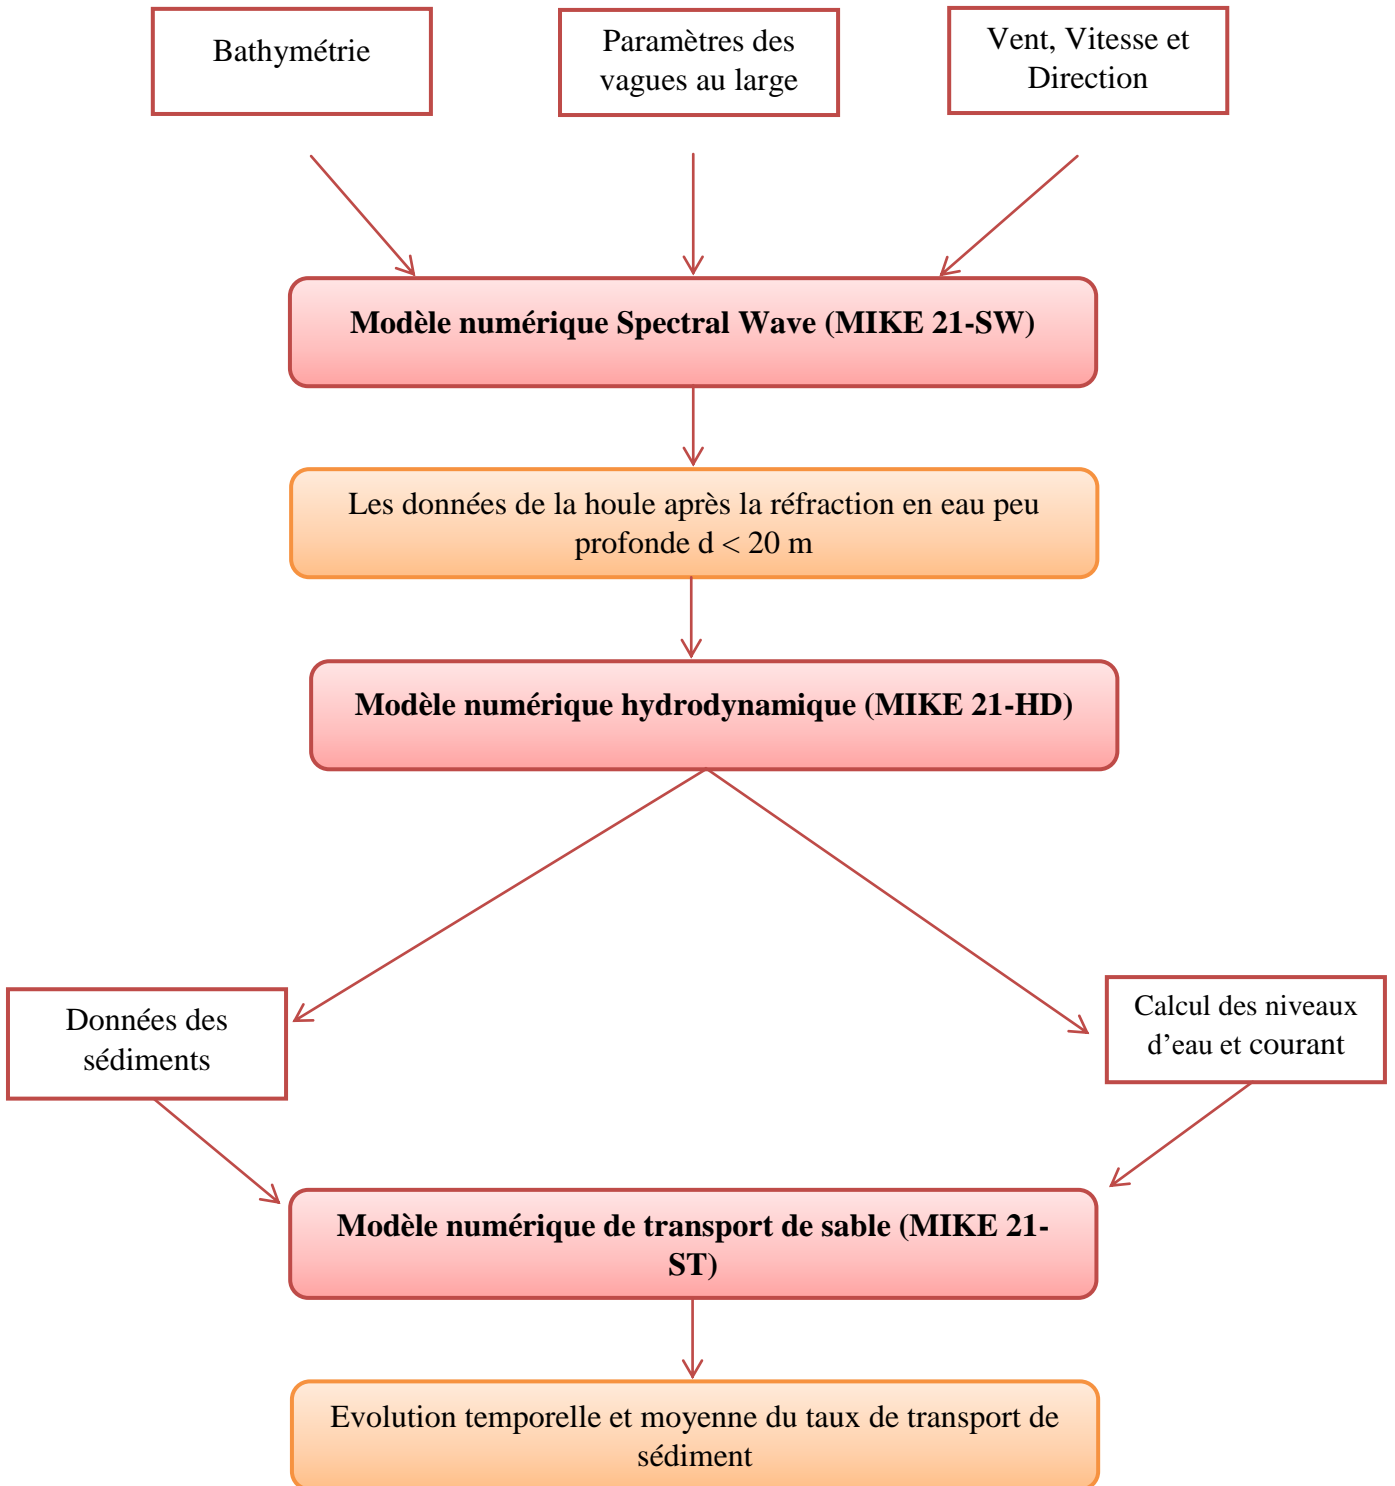 Bathymétrie
Paramètres des
vagues au large
Vent, Vitesse et
Direction
Modèle numérique Spectral Wave (MIKE 21-SW)
Les données de la houle après la réfraction en eau peu
profonde d < 20 m
Modèle numérique hydrodynamique (MIKE 21-HD)
Données des
sédiments
Calcul des niveaux
d’eau et courant
Modèle numérique de transport de sable (MIKE 21-
ST)
Evolution temporelle et moyenne du taux de transport de
sédiment